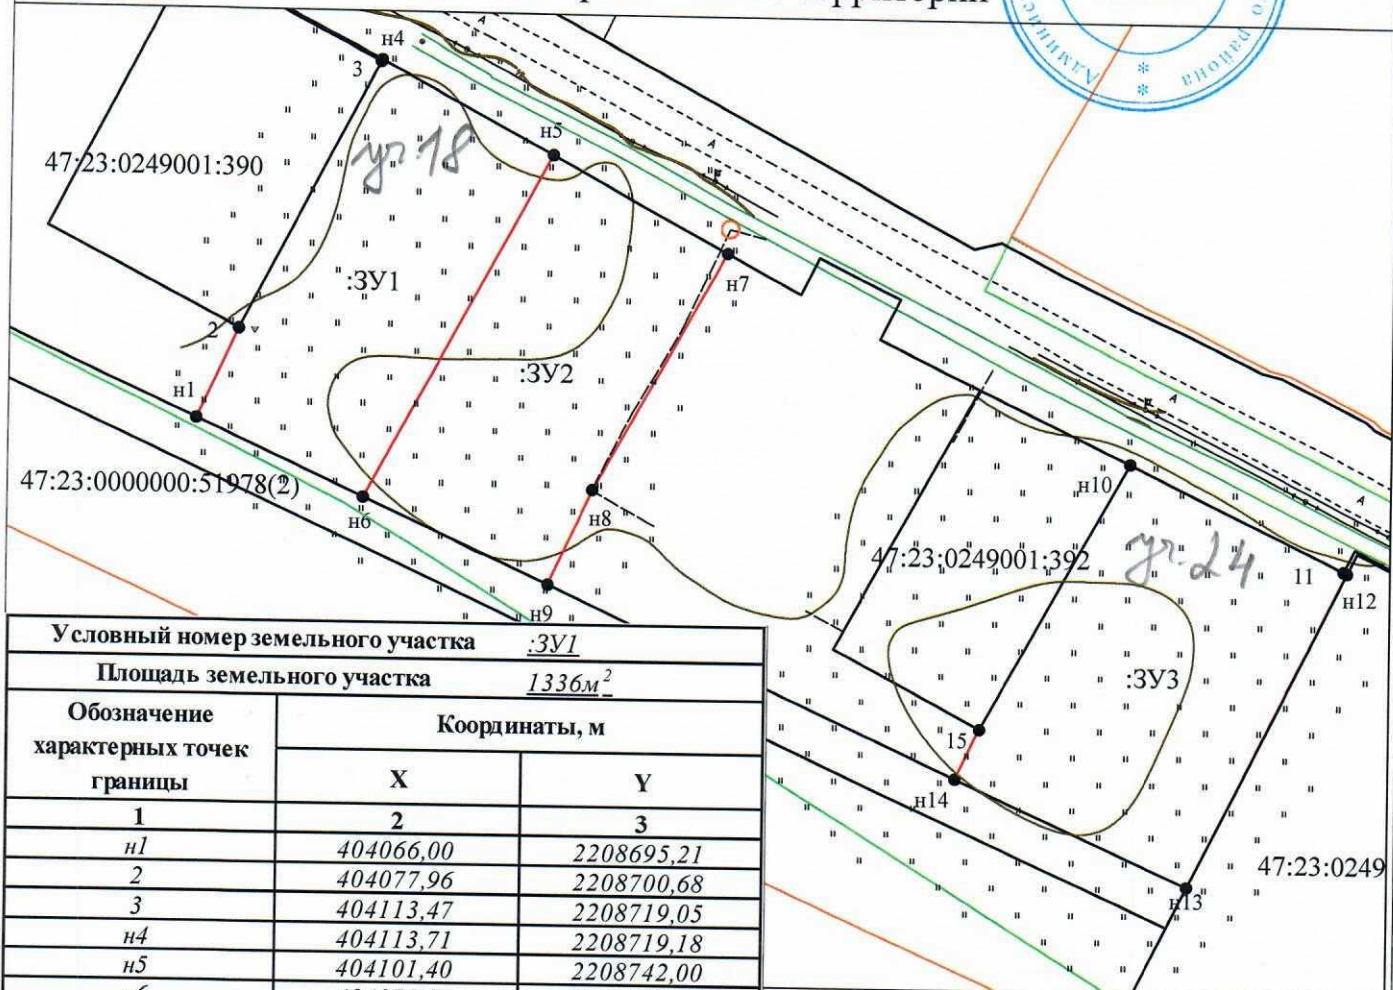 н4
3
н5
47:23:0249001:390
уч.18
н7
:ЗУ1
2
:ЗУ2
н1
47:23:0000000:51978(2)
н6
н8
н10
47:23:0249001:392
уч.24
11
н12
н9
:ЗУ3
15
н14
47:23:0249
н13
Админис
го района
Условный номер земельного участка :ЗУ1
Площадь земельного участка 1336м²
Обозначение характерных точек границы
Координаты, м
X Y
1 2 3
н1 404066,00 2208695,21
2 404077,96 2208700,68
3 404113,47 2208719,05
н4 404113,71 2208719,18
н5 404101,40 2208742,00